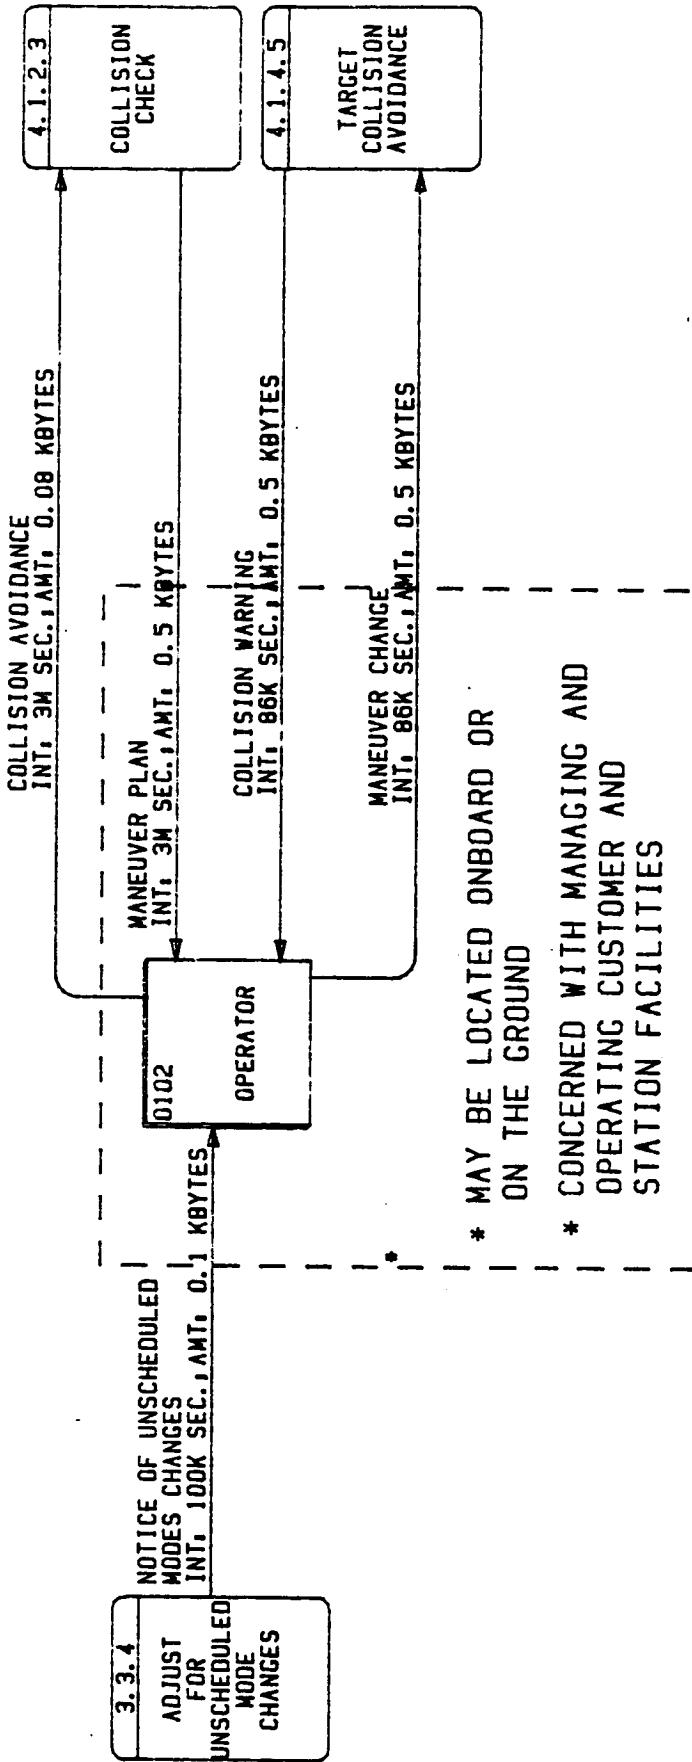 3.3.4
ADJUST
FOR
UNSCHEDULED
MODE
CHANGES
NOTICE OF UNSCHEDULED
MODES CHANGES
INT: 100K SEC.,AMT: 0.1 KBYTES
0102
OPERATOR
COLLISION AVOIDANCE
INT: 3M SEC.,AMT: 0.08 KBYTES
MANEUVER PLAN
INT: 3M SEC.,AMT: 0.5 KBYTES
COLLISION WARNING
INT: 86K SEC.,AMT: 0.5 KBYTES
MANEUVER CHANGE
INT: 86K SEC.,AMT: 0.5 KBYTES
4.1.2.3
COLLISION
CHECK
4.1.4.5
TARGET
COLLISION
AVOIDANCE
*
* MAY BE LOCATED ONBOARD OR
ON THE GROUND
* CONCERNED WITH MANAGING AND
OPERATING CUSTOMER AND
STATION FACILITIES